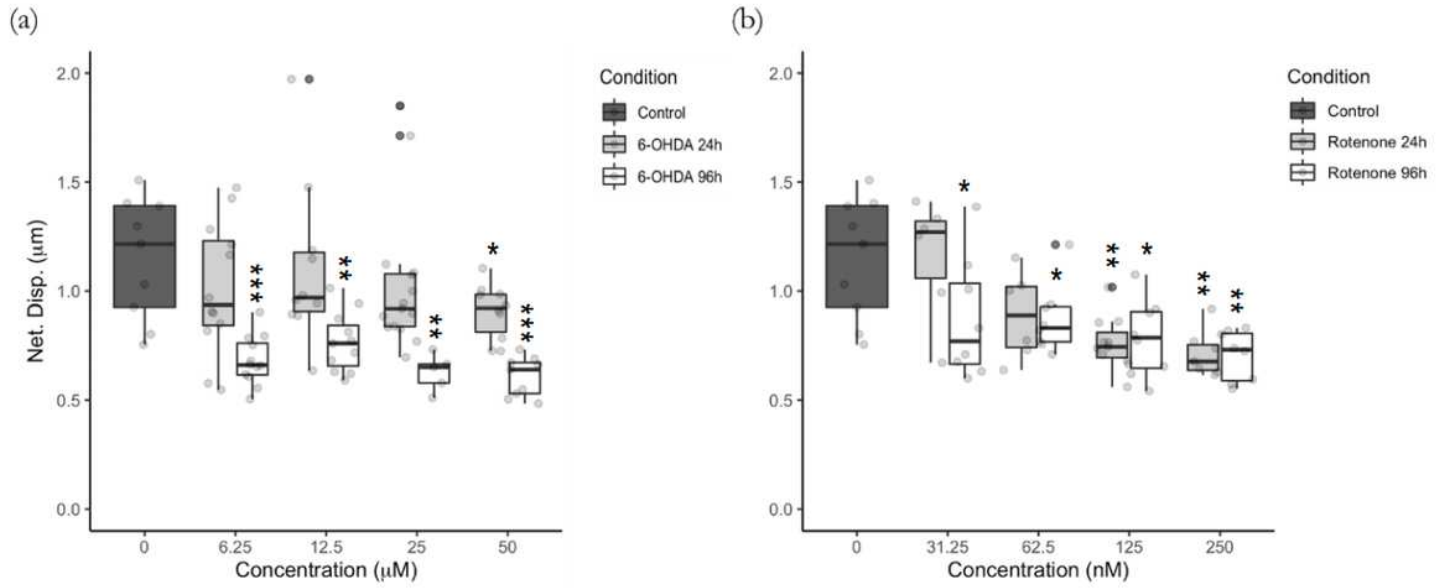 (a)
2.0
1.5
1.0
0.5
0.0
Net. Disp. (μm)
***
**
**
*
***
0 6.25 12.5 25 50
Concentration (μM)
Condition
Control
6-OHDA 24h
6-OHDA 96h
(b)
2.0
1.5
1.0
0.5
0.0
*
*
**
*
**
**
0 31.25 62.5 125 250
Concentration (nM)
Condition
Control
Rotenone 24h
Rotenone 96h